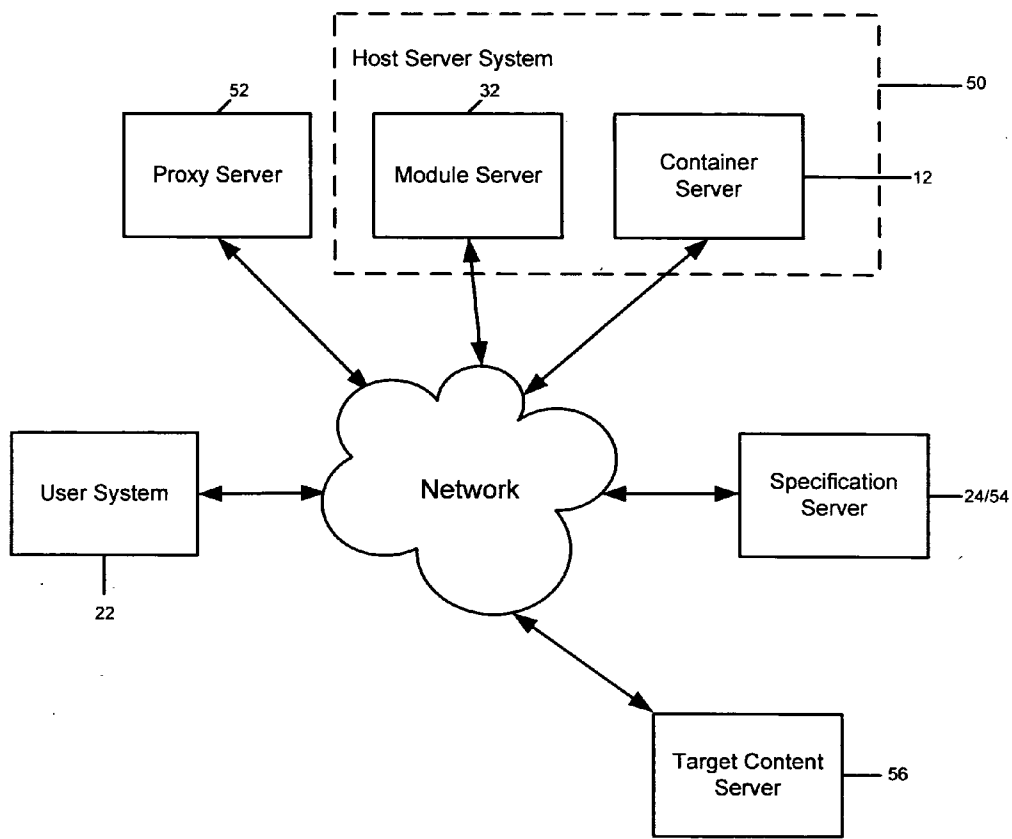 Host Server System
50
52
32
Proxy Server
Module Server
Container
Server
12
User System
22
Network
Specification
Server
24/54
Target Content
Server
56